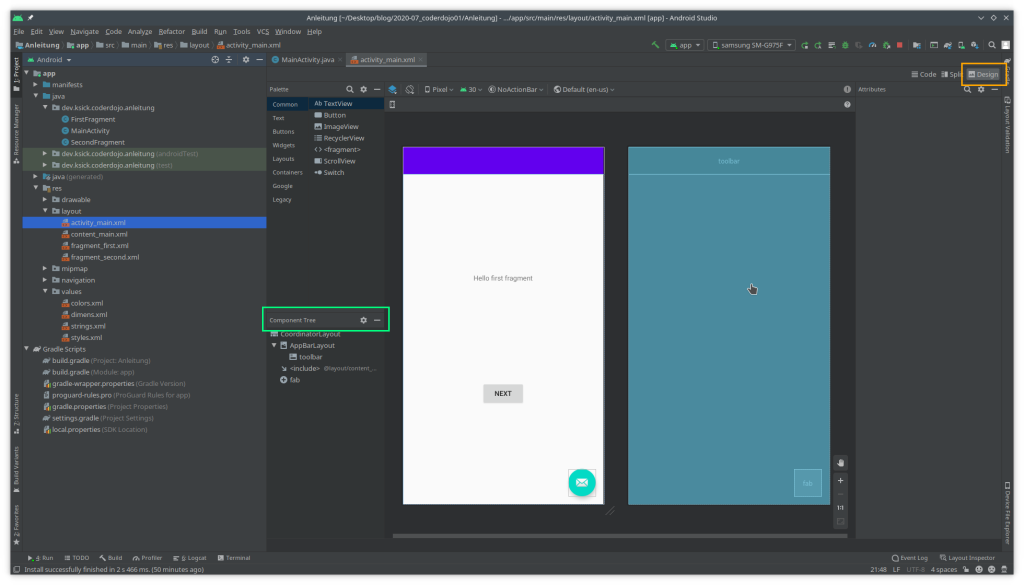 Anleitung [~/Desktop/blog/2020-07_coderdojo01/Anleitung] - .../app/src/main/res/layout/activity_main.xml [app] - Android Studio
File Edit View Navigate Code Analyze Refactor Build Run Tools VCS Window Help
Anleitung app src main res layout activity_main.xml
app samsung SM-G975F
Android
MainActivity.java activity_main.xml
Code Split Design
1: Project
Resource Manager
2: Structure
Build Variants
2: Favorites
app
manifests
java
dev.ksick.coderdojo.anleitung
FirstFragment
MainActivity
SecondFragment
dev.ksick.coderdojo.anleitung (androidTest)
dev.ksick.coderdojo.anleitung (test)
java (generated)
res
drawable
layout
activity_main.xml
content_main.xml
fragment_first.xml
fragment_second.xml
mipmap
navigation
values
colors.xml
dimens.xml
strings.xml
styles.xml
Gradle Scripts
build.gradle (Project: Anleitung)
build.gradle (Module: app)
gradle-wrapper.properties (Gradle Version)
proguard-rules.pro (ProGuard Rules for app)
gradle.properties (Project Properties)
settings.gradle (Project Settings)
local.properties (SDK Location)
Palette
Common
Text
Buttons
Widgets
Layouts
Containers
Google
Legacy
Ab TextView
Button
ImageView
RecyclerView
<> <fragment>
ScrollView
Switch
Component Tree
CoordinatorLayout
AppBarLayout
toolbar
<include> @layout/content_...
fab
Pixel 30 NoActionBar Default (en-us)
Hello first fragment
NEXT
toolbar
fab
1:1
Attributes
Layout Validation
Device File Explorer
4: Run TODO Build Profiler 6: Logcat Terminal
Event Log Layout Inspector
Install successfully finished in 2 s 466 ms. (50 minutes ago)
21:48 LF UTF-8 4 spaces